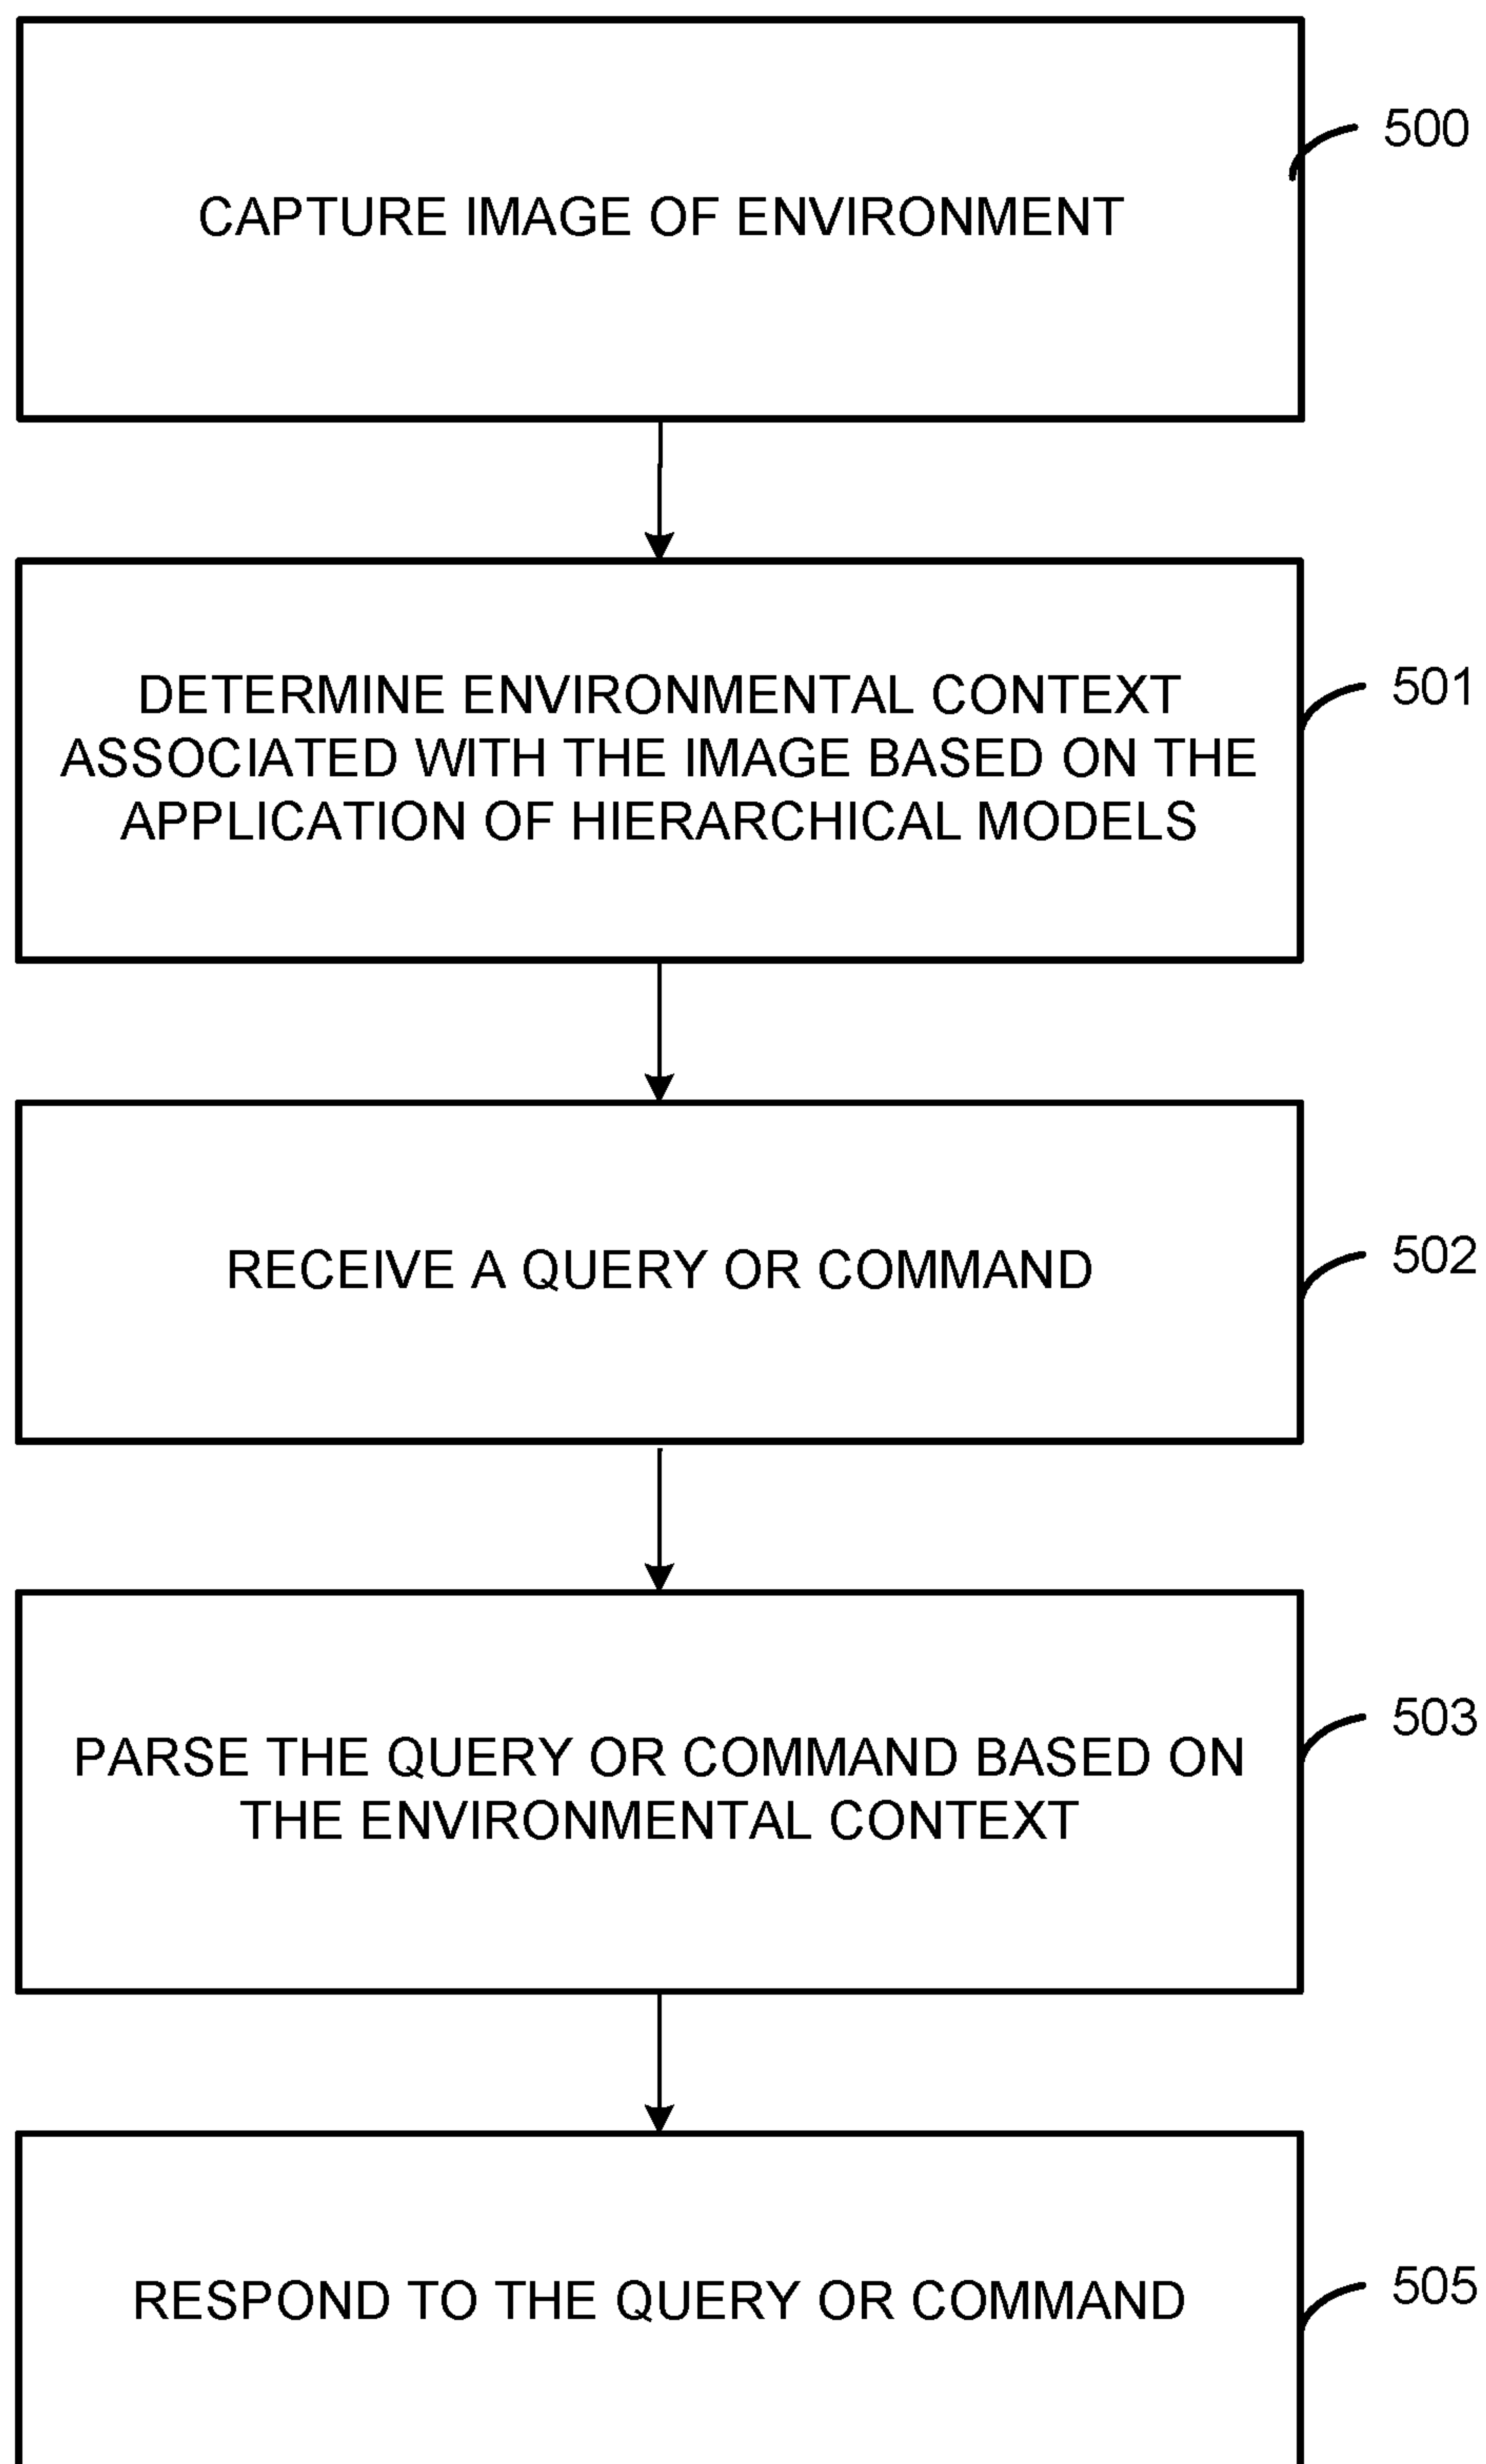 CAPTURE IMAGE OF ENVIRONMENT
500
DETERMINE ENVIRONMENTAL CONTEXT
ASSOCIATED WITH THE IMAGE BASED ON THE
APPLICATION OF HIERARCHICAL MODELS
501
RECEIVE A QUERY OR COMMAND
502
PARSE THE QUERY OR COMMAND BASED ON
THE ENVIRONMENTAL CONTEXT
503
RESPOND TO THE QUERY OR COMMAND
505